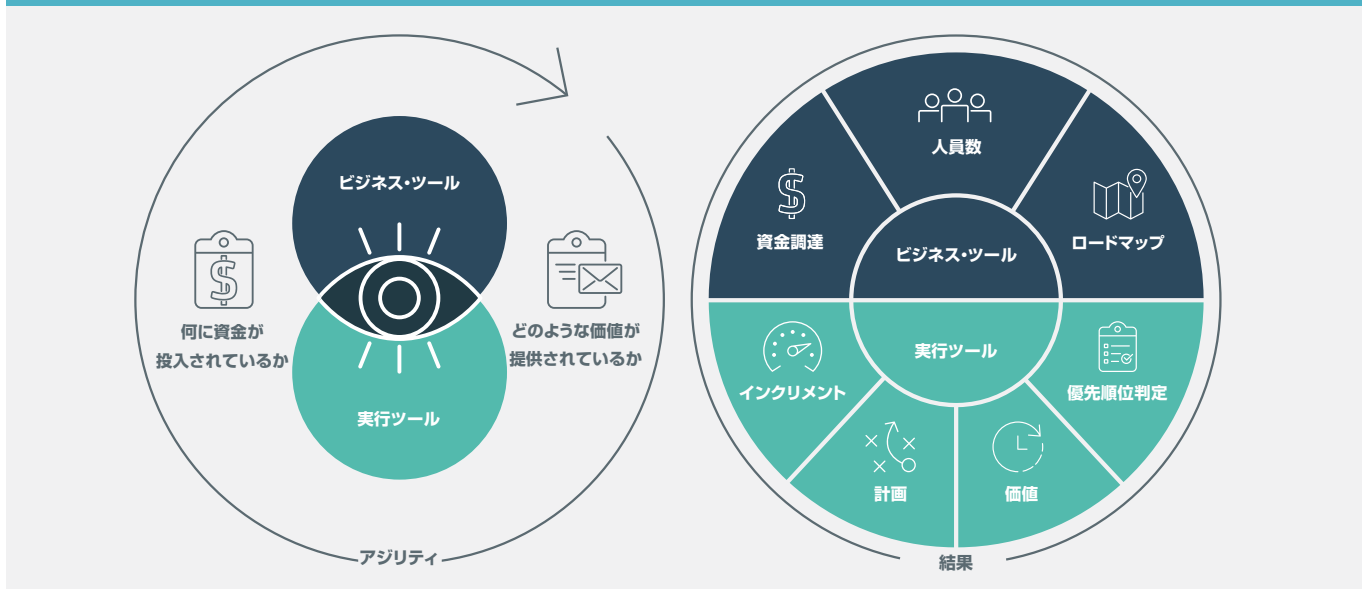 ビジネス・ツール
何に資金が
投入されているか
どのような価値が
提供されているか
実行ツール
アジリティ
人員数
資金調達
ロードマップ
ビジネス・ツール
実行ツール
インクリメント
優先順位判定
計画
価値
結果